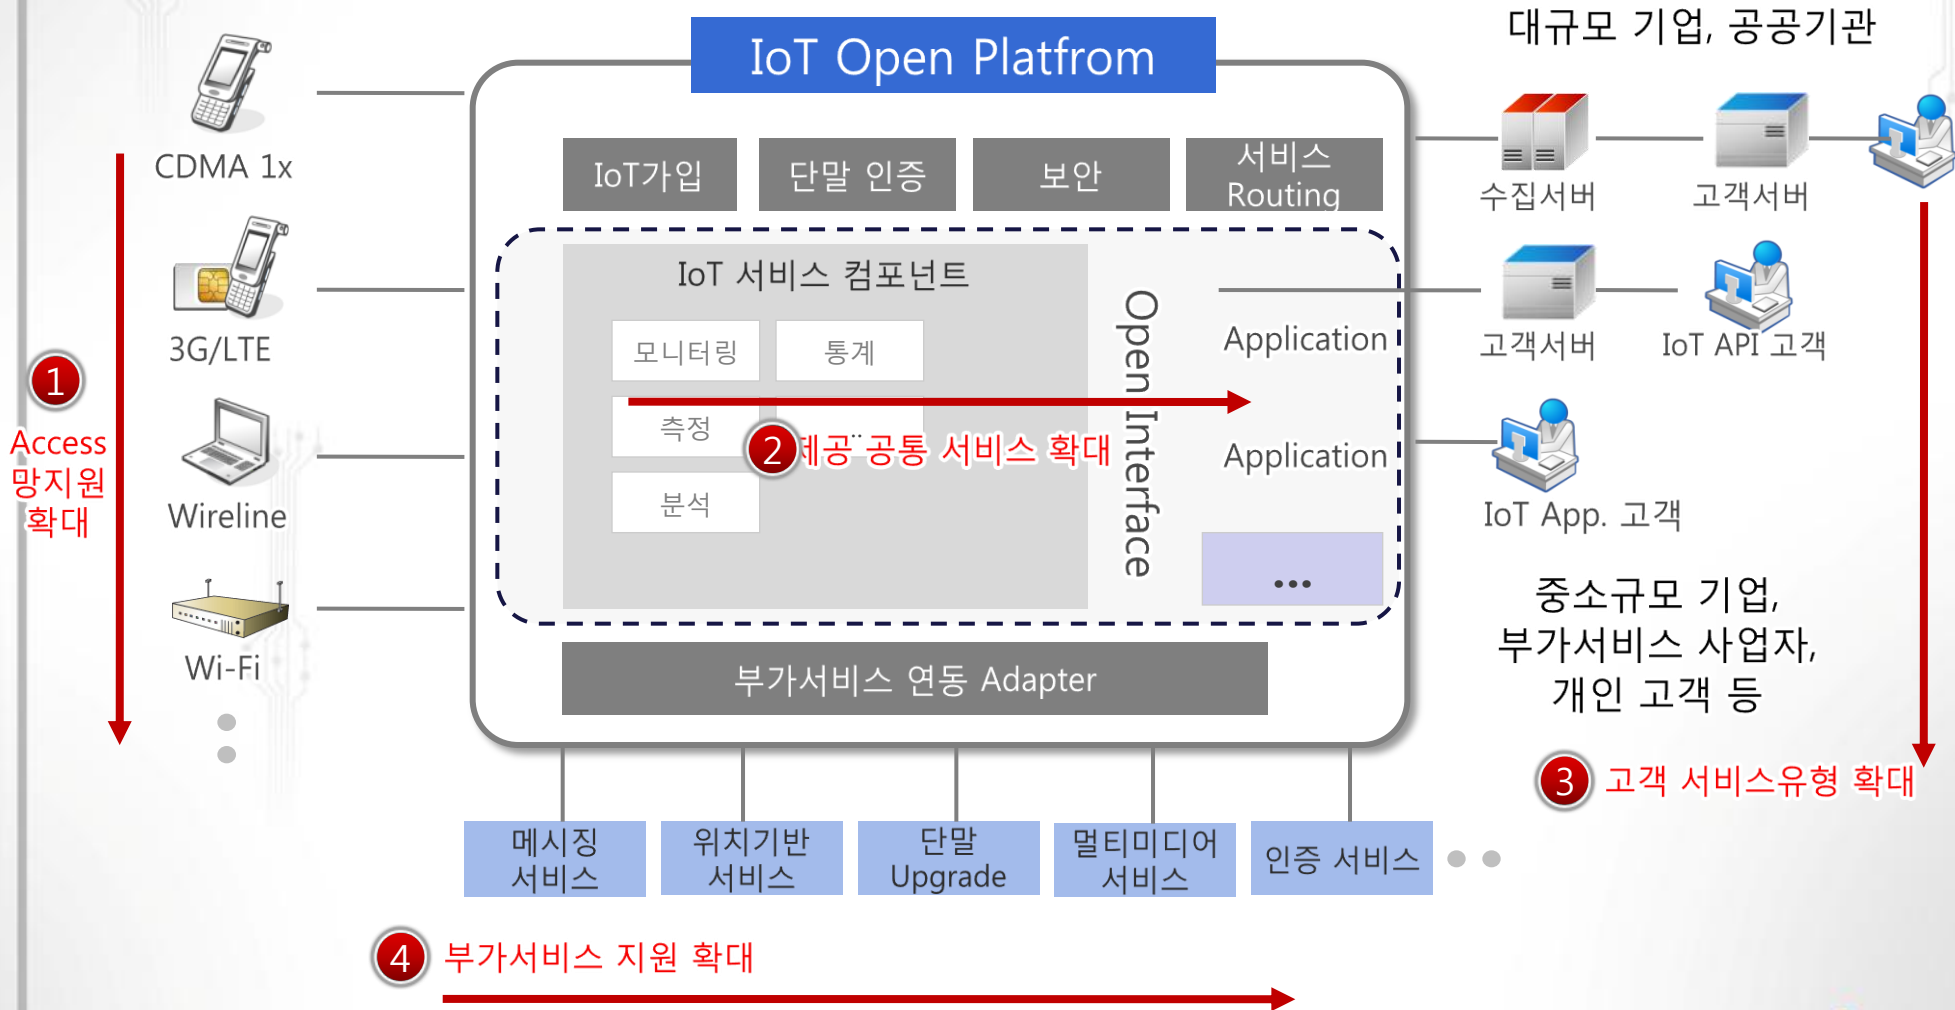 대규모 기업, 공공기관
IoT Open Platfrom
CDMA 1x
3G/LTE
Wireline
Wi-Fi
1
Access
망지원
확대
IoT가입
단말 인증
보안
서비스
Routing
IoT 서비스 컴포넌트
모니터링
통계
측정
...
분석
2
제공 공통 서비스 확대
Open Interface
Application
Application
...
부가서비스 연동 Adapter
수집서버
고객서버
고객서버
IoT API 고객
IoT App. 고객
중소규모 기업,
부가서비스 사업자,
개인 고객 등
3
고객 서비스유형 확대
메시징
서비스
위치기반
서비스
단말
Upgrade
멀티미디어
서비스
인증 서비스
4
부가서비스 지원 확대